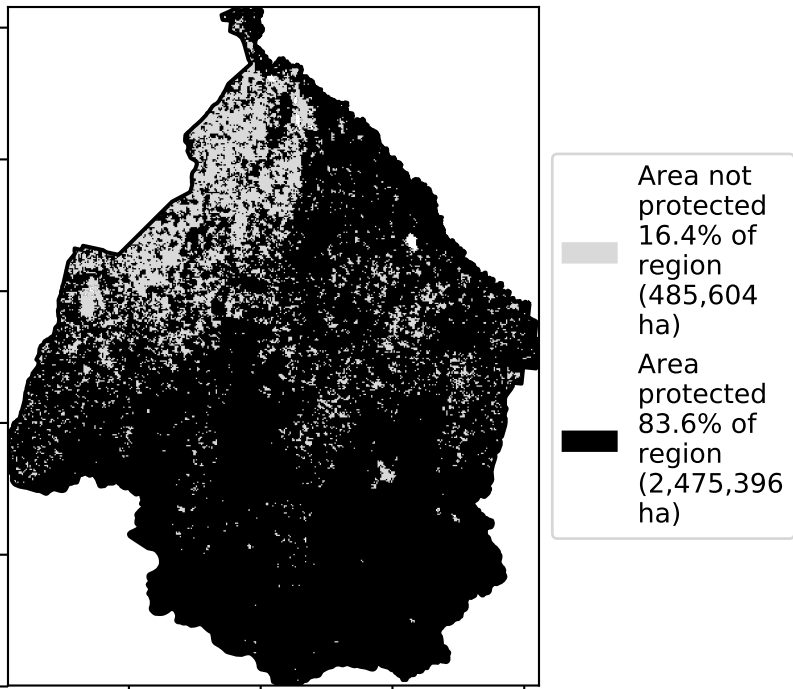 Area not
protected
16.4% of
region
(485,604
ha)
Area
protected
83.6% of
region
(2,475,396
ha)